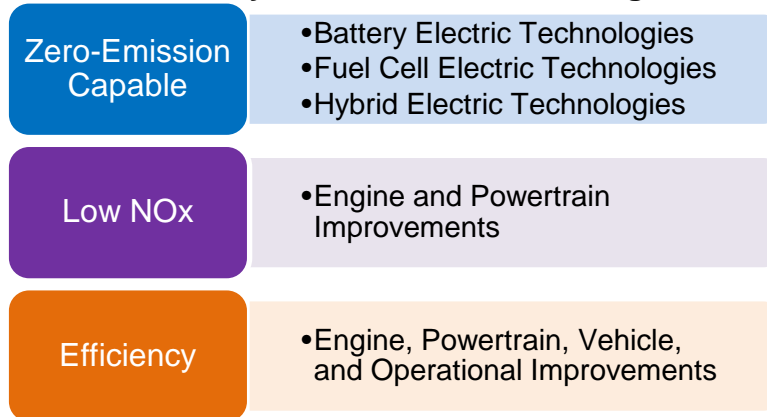 Zero-Emission
Capable
•Battery Electric Technologies
•Fuel Cell Electric Technologies
•Hybrid Electric Technologies
Low NOx
•Engine and Powertrain
Improvements
Efficiency
•Engine, Powertrain, Vehicle,
and Operational Improvements